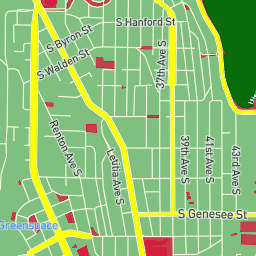 S Hanford St
S Byron St
S Walden St
37th Ave S
Renton Ave S
Letitia Ave S
39th Ave S
41st Ave S
43rd Ave S
S Genesee St
Greenspace